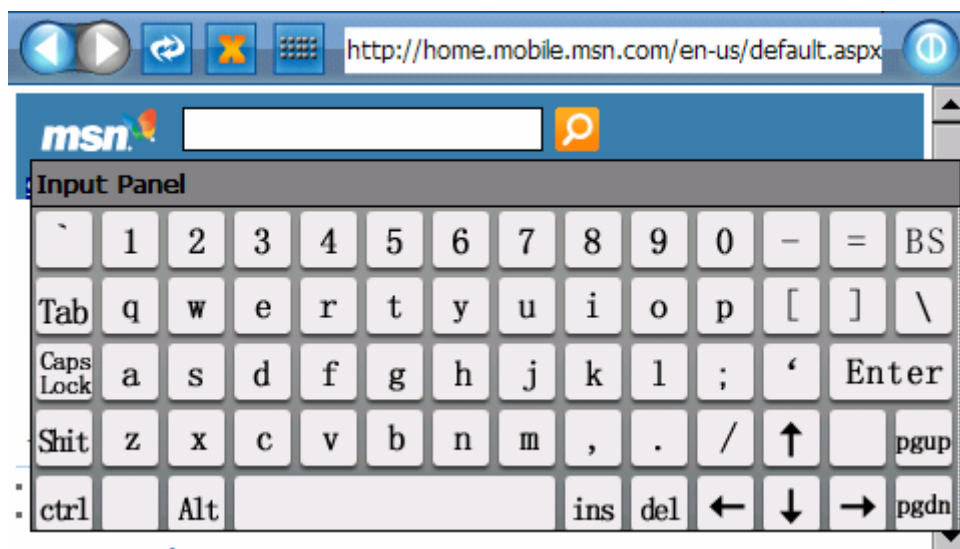 http://home.mobile.msn.com/en-us/default.aspx
msn
Input Panel
` 1 2 3 4 5 6 7 8 9 0 - = BS
Tab q w e r t y u i o p [ ] \
Caps Lock a s d f g h j k l ; ‘ Enter
Shit z x c v b n m , . / ↑ pgup
ctrl Alt ins del ← ↓ → pgdn